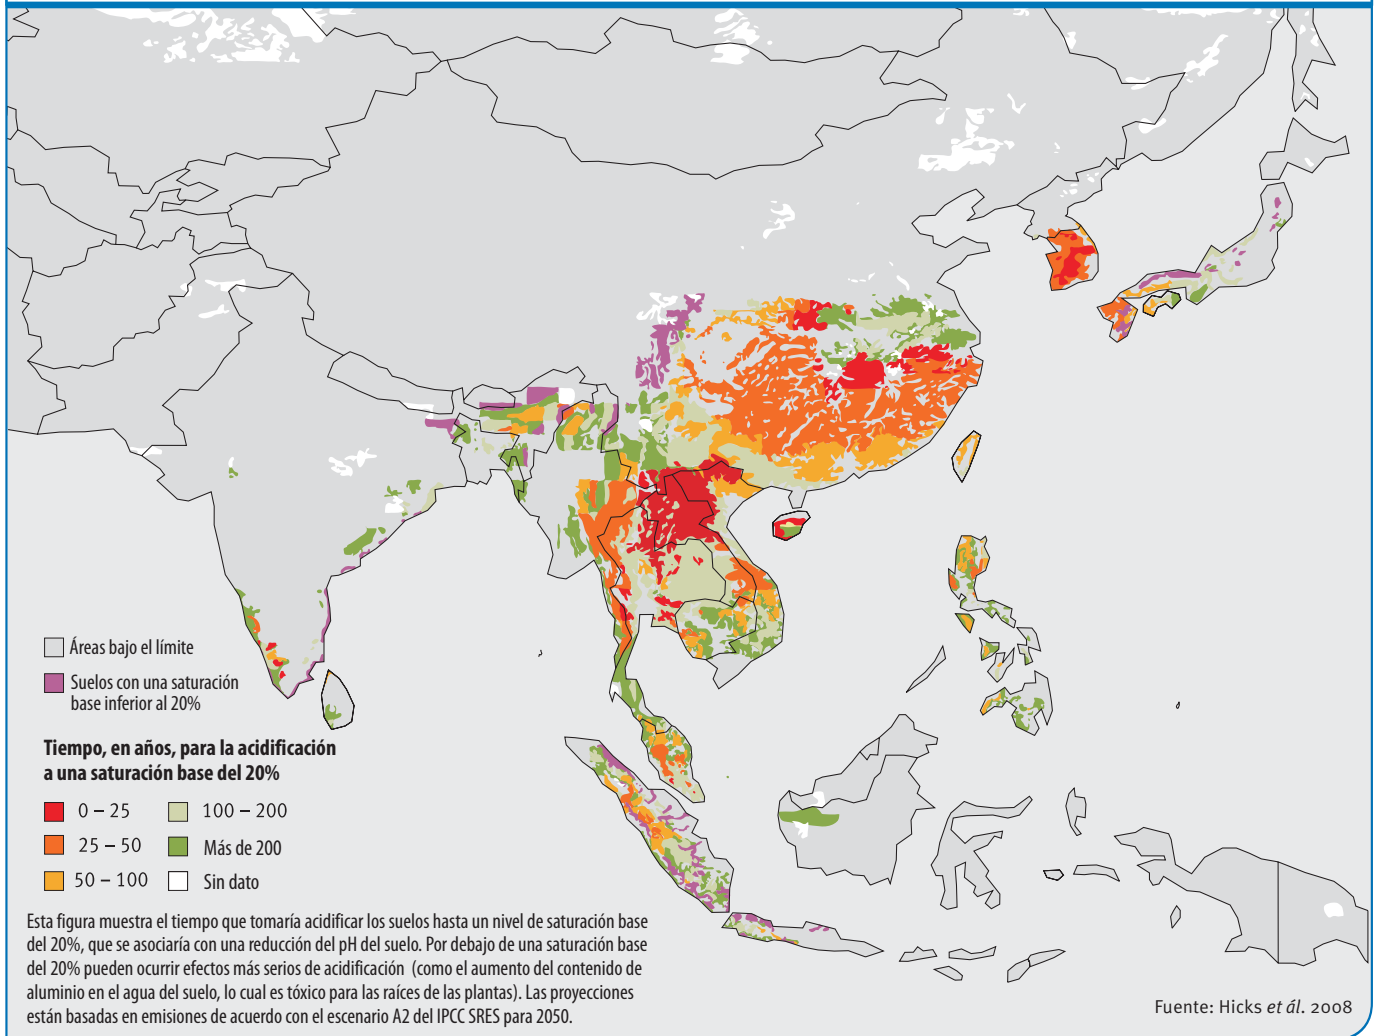 Áreas bajo el límite
Suelos con una saturación
base inferior al 20%
Tiempo, en años, para la acidificación
a una saturación base del 20%
0 – 25
100 – 200
25 – 50
Más de 200
50 – 100
Sin dato
Esta figura muestra el tiempo que tomaría acidificar los suelos hasta un nivel de saturación base
del 20%, que se asociaría con una reducción del pH del suelo. Por debajo de una saturación base
del 20% pueden ocurrir efectos más serios de acidificación (como el aumento del contenido de
aluminio en el agua del suelo, lo cual es tóxico para las raíces de las plantas). Las proyecciones
están basadas en emisiones de acuerdo con el escenario A2 del IPCC SRES para 2050.
Fuente: Hicks et ál. 2008